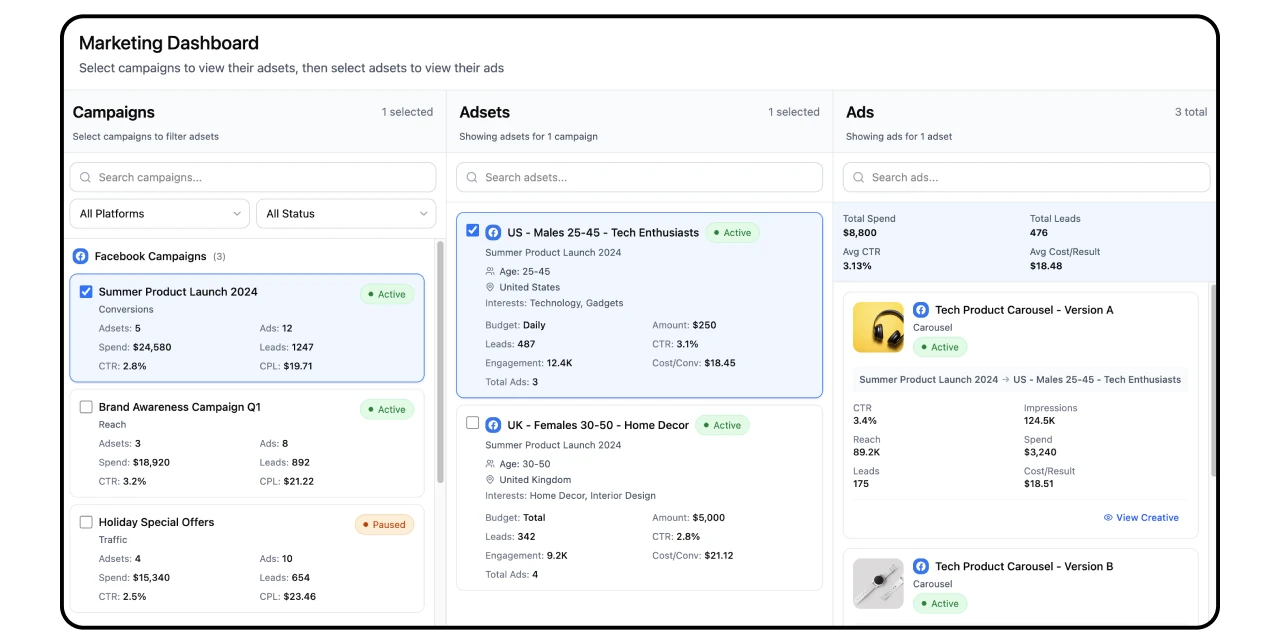 Marketing Dashboard
Select campaigns to view their adsets, then select adsets to view their ads
Campaigns
1 selected
Select campaigns to filter adsets
Search campaigns...
All Platforms
All Status
Facebook Campaigns (3)
Summer Product Launch 2024
Active
Conversions
Adsets: 5
Ads: 12
Spend: $24,580
Leads: 1247
CTR: 2.8%
CPL: $19.71
Brand Awareness Campaign Q1
Active
Reach
Adsets: 3
Ads: 8
Spend: $18,920
Leads: 892
CTR: 3.2%
CPL: $21.22
Holiday Special Offers
Paused
Traffic
Adsets: 4
Ads: 10
Spend: $15,340
Leads: 654
CTR: 2.5%
CPL: $23.46
Adsets
1 selected
Showing adsets for 1 campaign
Search adsets...
US - Males 25-45 - Tech Enthusiasts
Active
Summer Product Launch 2024
Age: 25-45
United States
Interests: Technology, Gadgets
Budget: Daily
Amount: $250
Leads: 487
CTR: 3.1%
Engagement: 12.4K
Cost/Conv: $18.45
Total Ads: 3
UK - Females 30-50 - Home Decor
Active
Summer Product Launch 2024
Age: 30-50
United Kingdom
Interests: Home Decor, Interior Design
Budget: Total
Amount: $5,000
Leads: 342
CTR: 2.8%
Engagement: 9.2K
Cost/Conv: $21.12
Total Ads: 4
Ads
3 total
Showing ads for 1 adset
Search ads...
Total Spend
$8,800
Total Leads
476
Avg CTR
3.13%
Avg Cost/Result
$18.48
Tech Product Carousel - Version A
Carousel
Active
Summer Product Launch 2024 → US - Males 25-45 - Tech Enthusiasts
CTR
3.4%
Impressions
124.5K
Reach
89.2K
Spend
$3,240
Leads
175
Cost/Result
$18.51
View Creative
Tech Product Carousel - Version B
Carousel
Active